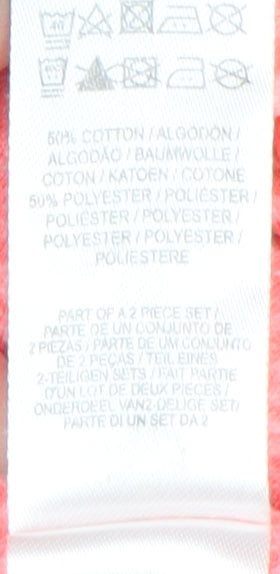 50% COTTON / ALGODÓN /
ALGODÃO / BAUMWOLLE /
COTON / KATOEN / COTONE
50% POLYESTER / POLIÉSTER /
POLIÉSTER / POLYESTER /
POLYESTER / POLYESTER /
POLIESTERE
PART OF A 2 PIECE SET /
PARTE DE UN CONJUNTO DE
2 PIEZAS / PARTE DE UM CONJUNTO
DE 2 PEÇAS / TEIL EINES
2-TEILIGEN SETS / FAIT PARTIE
D'UN LOT DE DEUX PIECES /
ONDERDEEL VAN 2-DELIGE SET/
PARTE DI UN SET DA 2